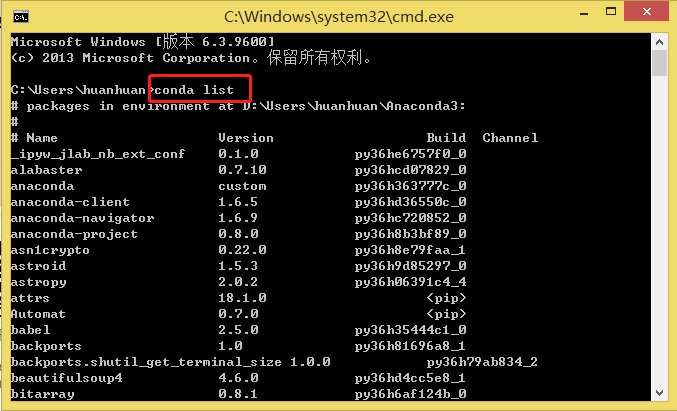 C:\Windows\system32\cmd.exe
Microsoft Windows [版本 6.3.9600]
(c) 2013 Microsoft Corporation。保留所有权利。
C:\Users\huanhuan>conda list
# packages in environment at D:\Users\huanhuan\Anaconda3:
#
# Name Version Build Channel
_ipyw_jlab_nb_ext_conf 0.1.0 py36he6757f0_0
alabaster 0.7.10 py36hcd07829_0
anaconda custom py36h363777c_0
anaconda-client 1.6.5 py36hd36550c_0
anaconda-navigator 1.6.9 py36hc720852_0
anaconda-project 0.8.0 py36h8b3bf89_0
asn1crypto 0.22.0 py36h8e79faa_1
astroid 1.5.3 py36h9d85297_0
astropy 2.0.2 py36h06391c4_4
attrs 18.1.0 <pip>
Automat 0.7.0 <pip>
babel 2.5.0 py36h35444c1_0
backports 1.0 py36h81696a8_1
backports.shutil_get_terminal_size 1.0.0 py36h79ab834_2
beautifulsoup4 4.6.0 py36hd4cc5e8_1
bitarray 0.8.1 py36h6af124b_0